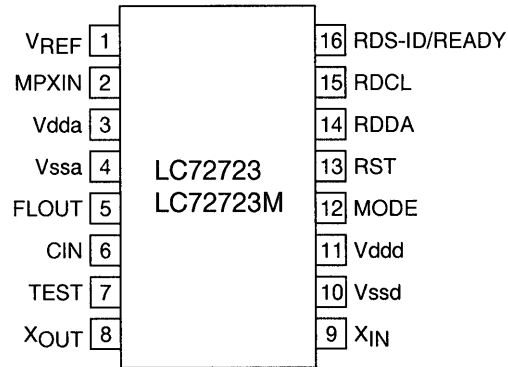 VREF 1
MPXIN 2
Vdda 3
Vssa 4
FLOUT 5
CIN 6
TEST 7
XOUT 8
LC72723
LC72723M
16 RDS-ID/READY
15 RDCL
14 RDDA
13 RST
12 MODE
11 Vddd
10 Vssd
9 XIN